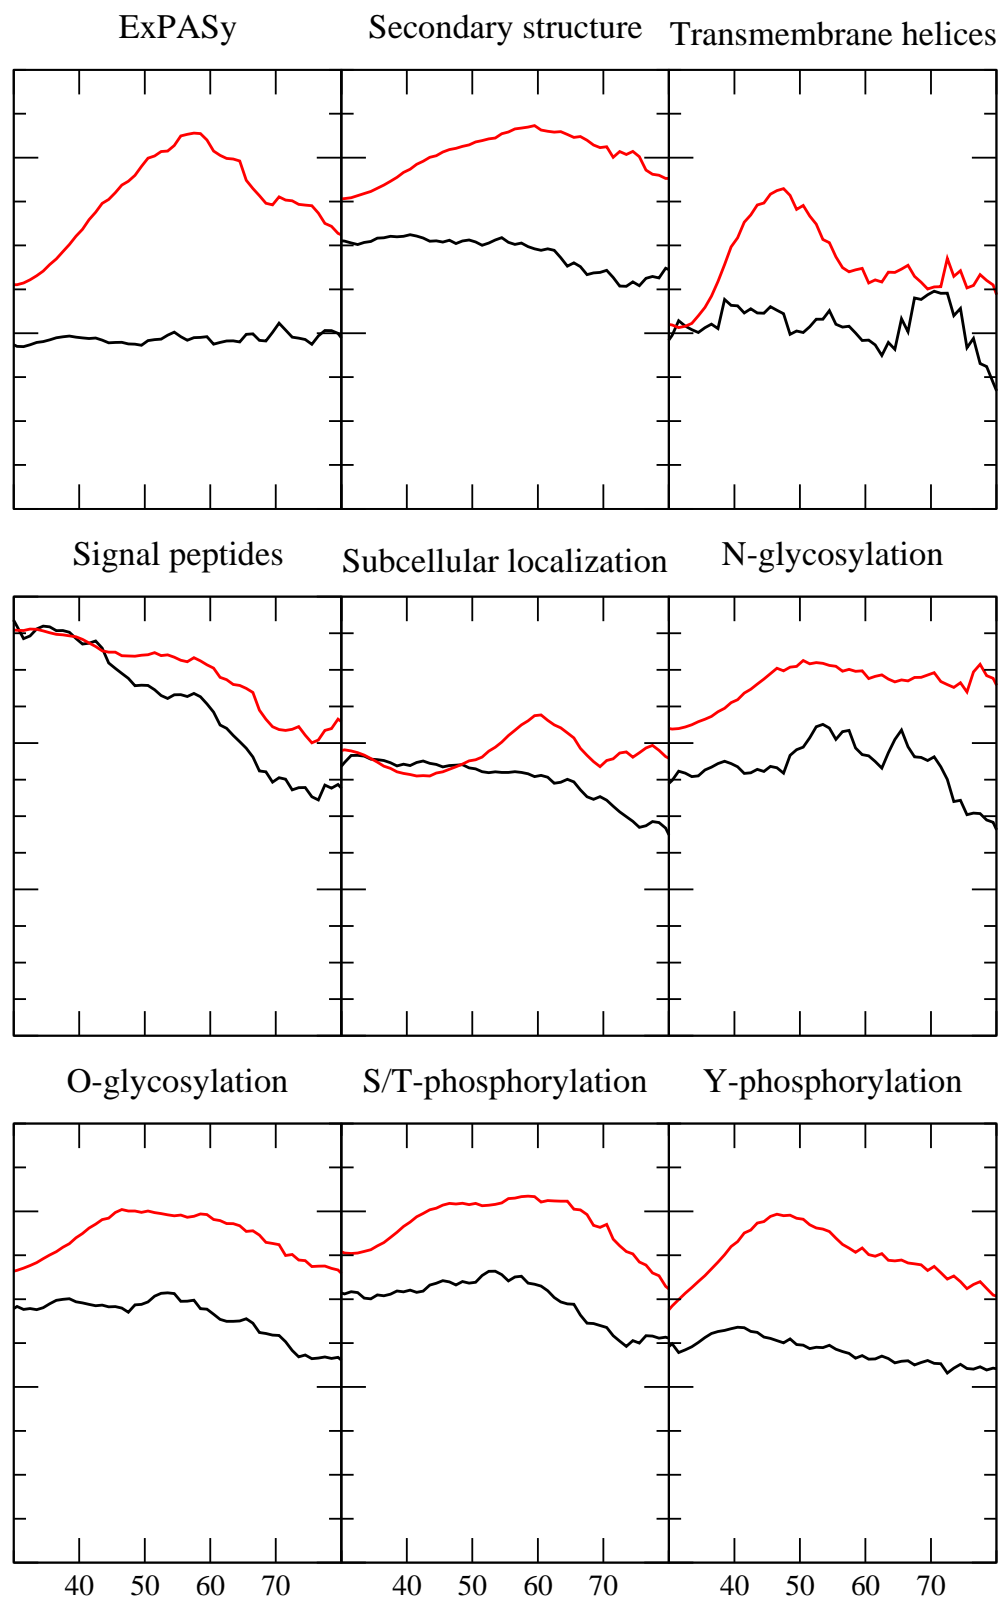 ExPASy
Secondary structure
Transmembrane helices
Signal peptides
Subcellular localization
N-glycosylation
O-glycosylation
S/T-phosphorylation
Y-phosphorylation
40 50 60 70 40 50 60 70 40 50 60 70